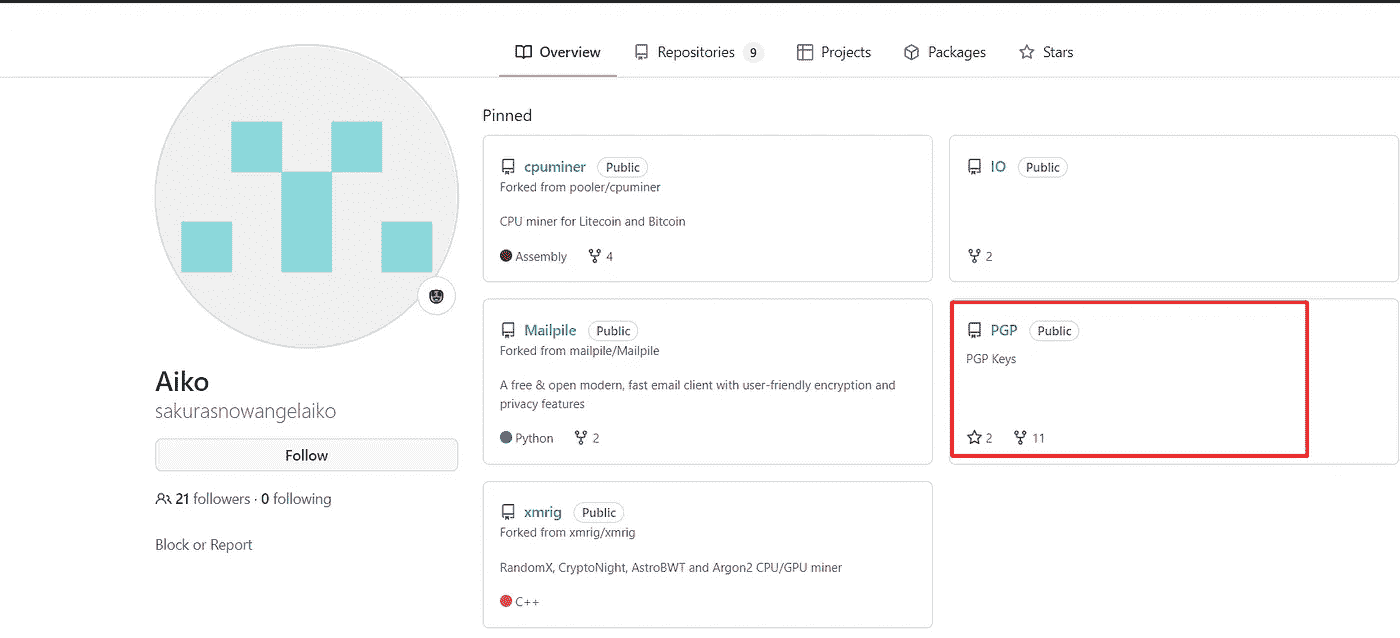 Overview Repositories 9 Projects Packages Stars
Aiko
sakurasnowangelaiko
Follow
21 followers · 0 following
Block or Report
Pinned
cpuminer Public
Forked from pooler/cpuminer
CPU miner for Litecoin and Bitcoin
Assembly 4
IO Public
2
Mailpile Public
Forked from mailpile/Mailpile
A free & open modern, fast email client with user-friendly encryption and
privacy features
Python 2
PGP Public
PGP Keys
2 11
xmrig Public
Forked from xmrig/xmrig
RandomX, CryptoNight, AstroBWT and Argon2 CPU/GPU miner
C++